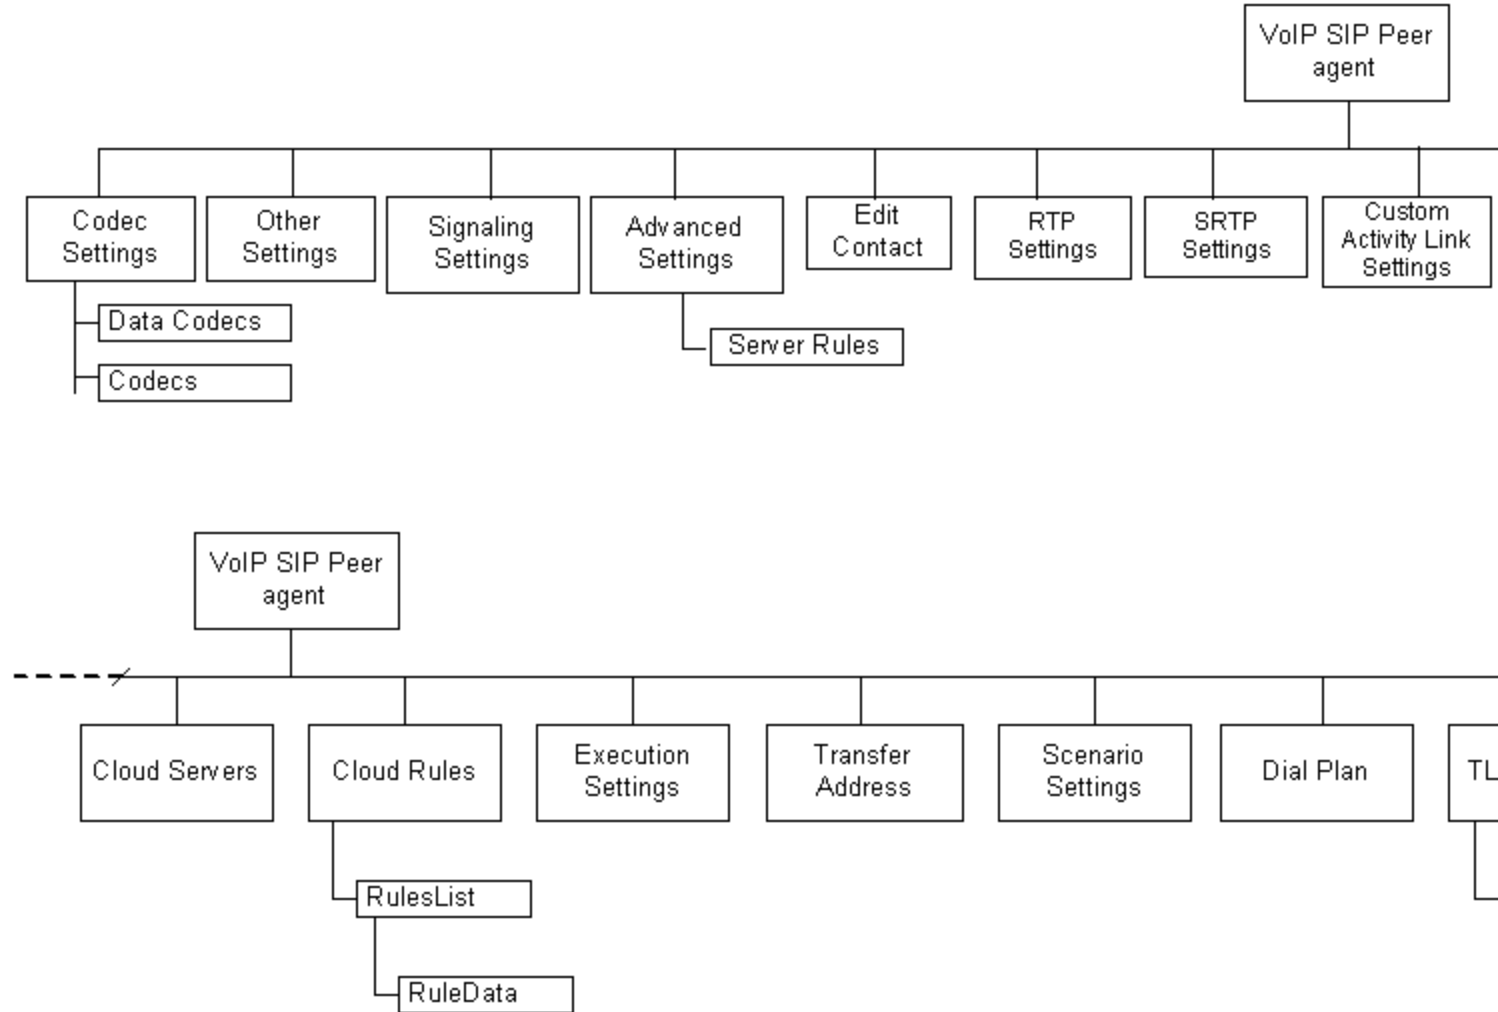 VoIP SIP Peer
agent
Codec
Settings
Other
Settings
Signaling
Settings
Advanced
Settings
Edit
Contact
RTP
Settings
SRTP
Settings
Custom
Activity Link
Settings
Data Codecs
Codecs
Server Rules
VoIP SIP Peer
agent
Cloud Servers
Cloud Rules
Execution
Settings
Transfer
Address
Scenario
Settings
Dial Plan
TL
RulesList
RuleData